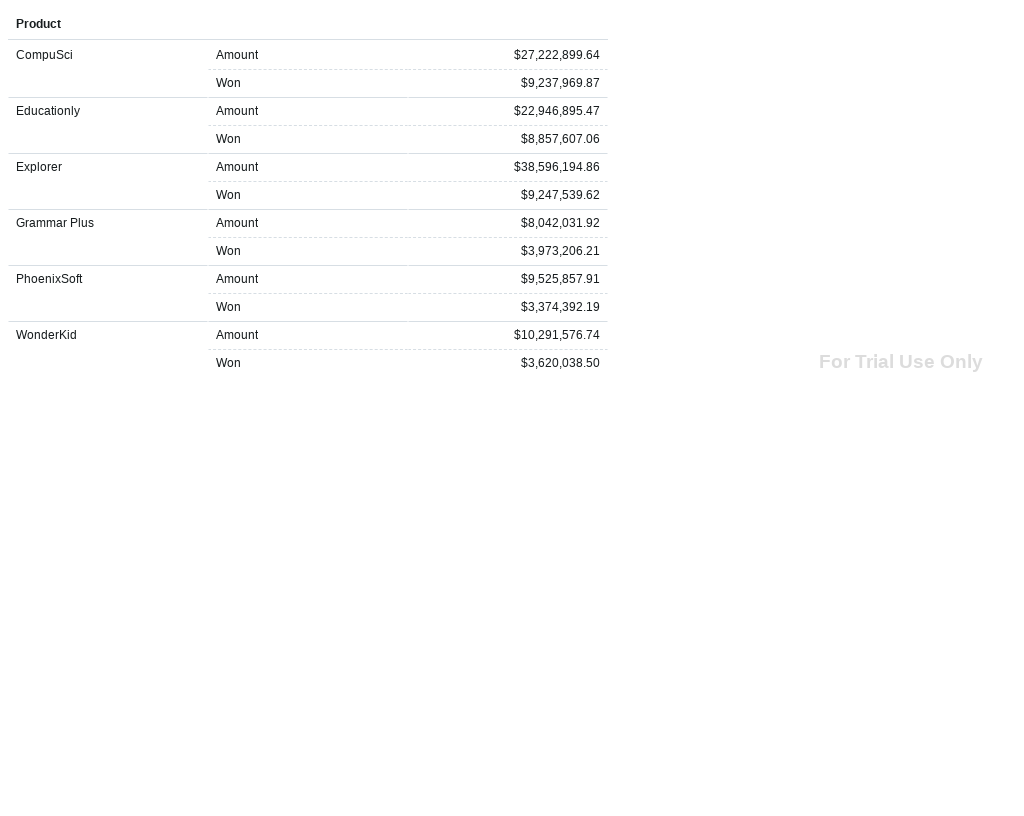 Product
CompuSci Amount $27,222,899.64
Won $9,237,969.87
Educationly Amount $22,946,895.47
Won $8,857,607.06
Explorer Amount $38,596,194.86
Won $9,247,539.62
Grammar Plus Amount $8,042,031.92
Won $3,973,206.21
PhoenixSoft Amount $9,525,857.91
Won $3,374,392.19
WonderKid Amount $10,291,576.74
Won $3,620,038.50
For Trial Use Only